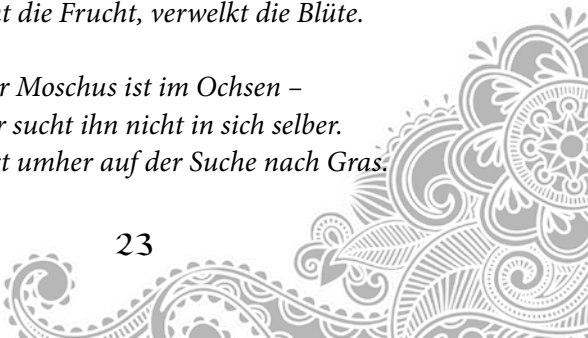 t die Frucht, verwelkt die Blüte.
r Moschus ist im Ochsen –
r sucht ihn nicht in sich selber.
t umher auf der Suche nach Gras.
23